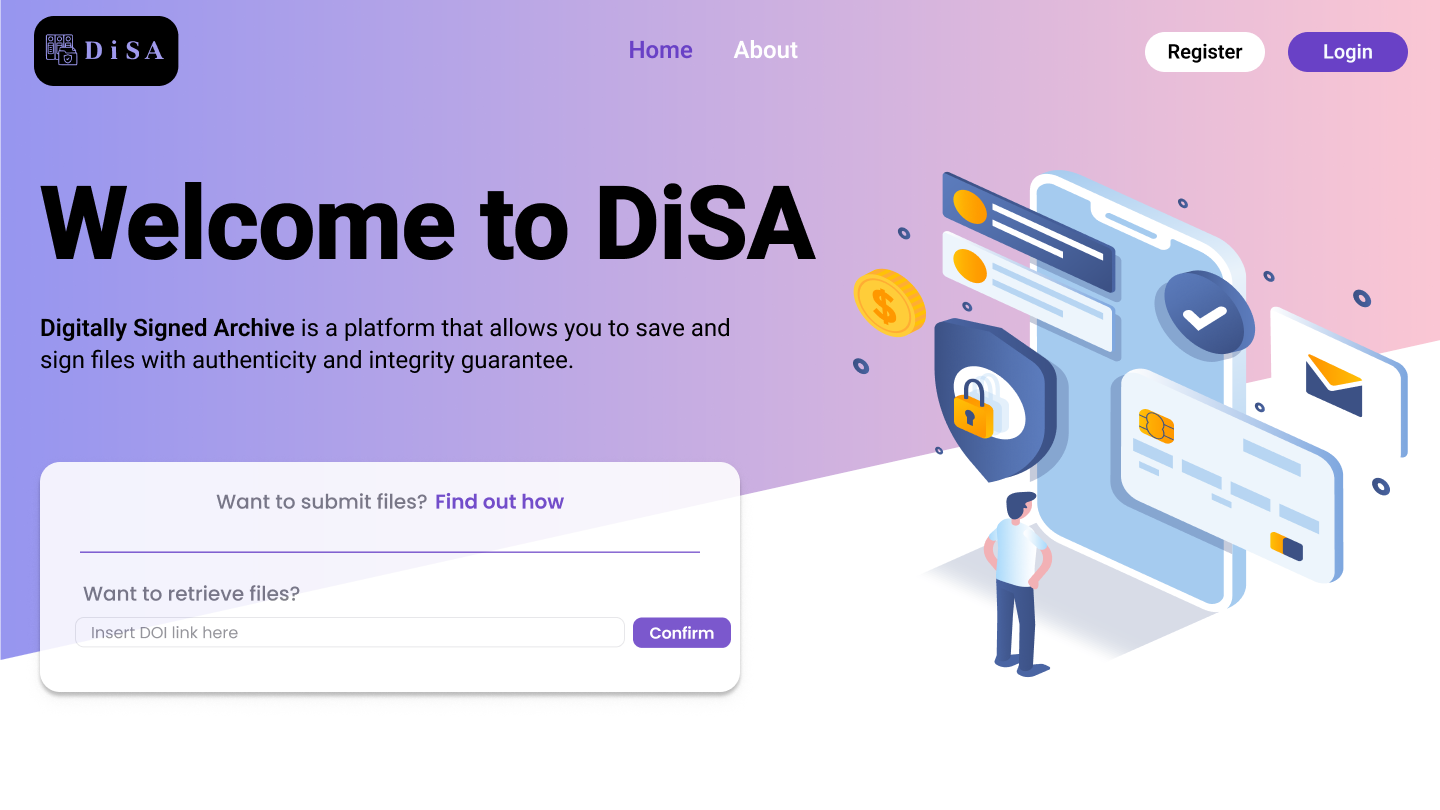 DiSA
Home
About
Register
Login
Welcome to DiSA
Digitally Signed Archive is a platform that allows you to save and
sign files with authenticity and integrity guarantee.
$
Want to submit files? Find out how
Want to retrieve files?
Insert DOI link here
Confirm